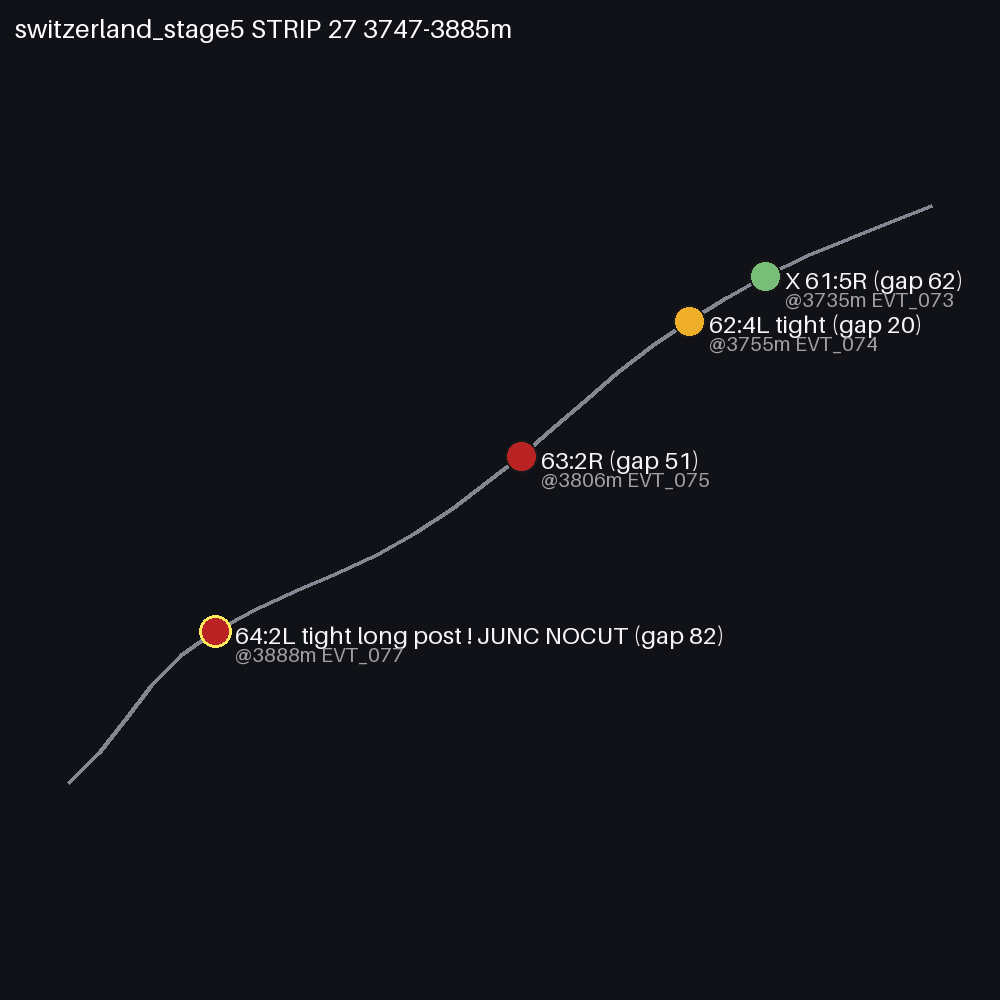 switzerland_stage5 STRIP 27 3747-3885m
X 61:5R (gap 62)
@3735m EVT_073
62:4L tight (gap 20)
@3755m EVT_074
63:2R (gap 51)
@3806m EVT_075
64:2L tight long post ! JUNC NOCUT (gap 82)
@3888m EVT_077